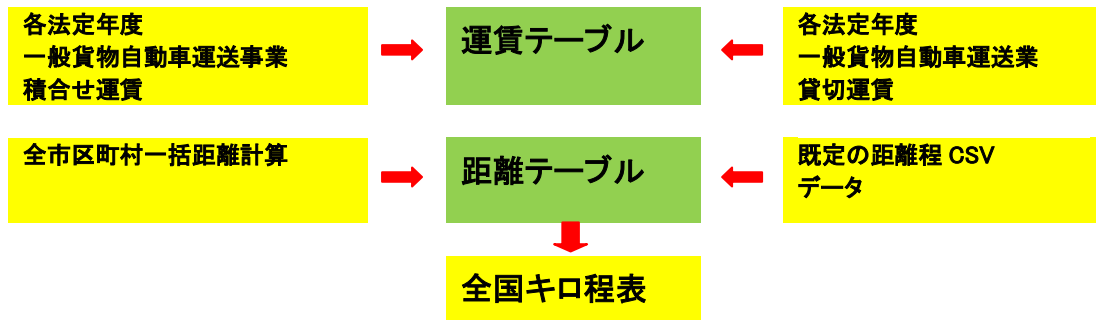 各法定年度
一般貨物自動車運送事業
積合せ運賃
運賃テーブル
各法定年度
一般貨物自動車運送業
貸切運賃
全市区町村一括距離計算
距離テーブル
既定の距離程 CSV
データ
全国キロ程表